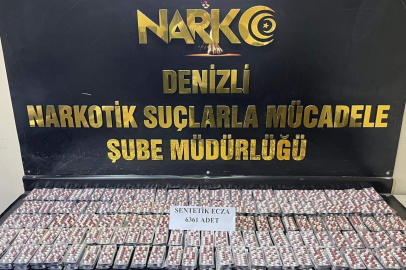 NARKO
DENİZLİ
NARKOTİK SUÇLARLA MÜCADELE
ŞUBE MÜDÜRLÜĞÜ
SENTETİK ECZA
6361 ADET